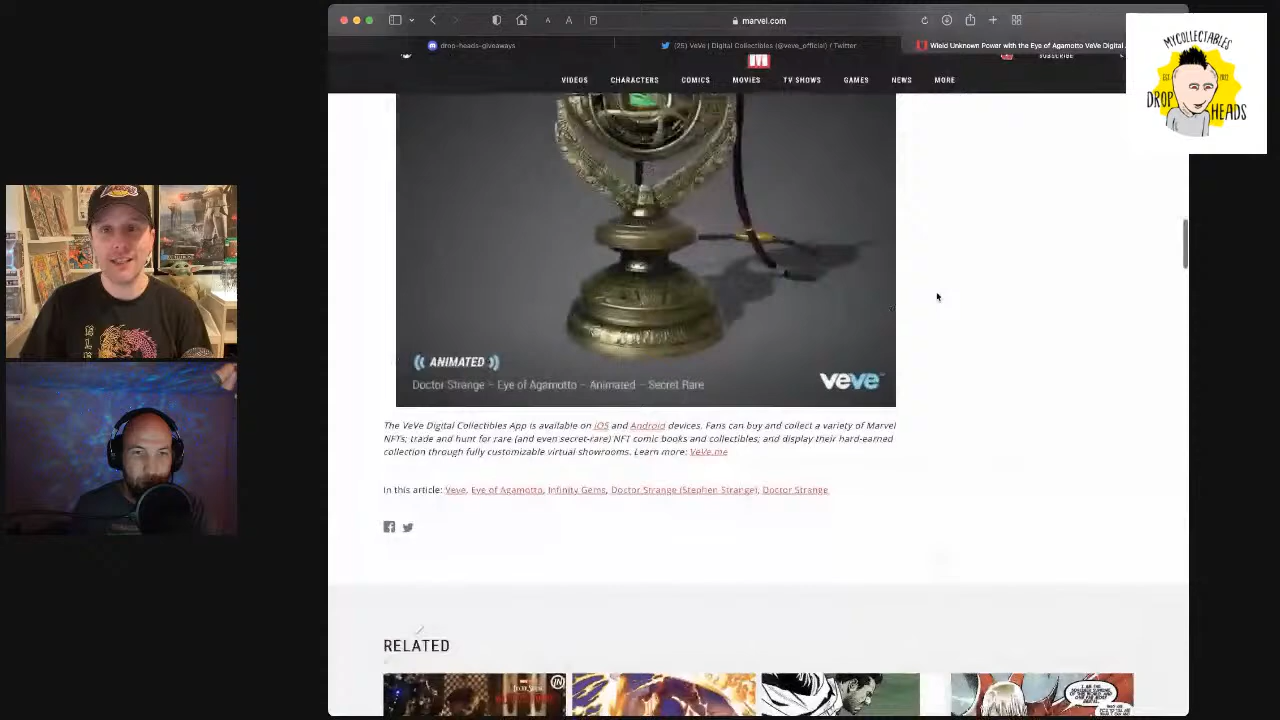 marvel.com
A
A
drop-heads-giveaways
(25) VeVe | Digital Collectibles (@veve_official) / Twitter
Wield Unknown Power with the Eye of Agamotto VeVe Digital
SUBSCRIBE
VIDEOS
CHARACTERS
COMICS
MOVIES
TV SHOWS
GAMES
NEWS
MORE
MYCOLLECTABLES
EST
DROP
HEADS
ANIMATED
Doctor Strange – Eye of Agamotto – Animated – Secret Rare
veve
The VeVe Digital Collectibles App is available on iOS and Android devices. Fans can buy and collect a variety of Marvel
NFTs; trade and hunt for rare (and even secret-rare) NFT comic books and collectibles; and display their hard-earned
collection through fully customizable virtual showrooms. Learn more: VeVe.me
In this article: Veve, Eye of Agamotto, Infinity Gems, Doctor Strange (Stephen Strange), Doctor Strange
RELATED